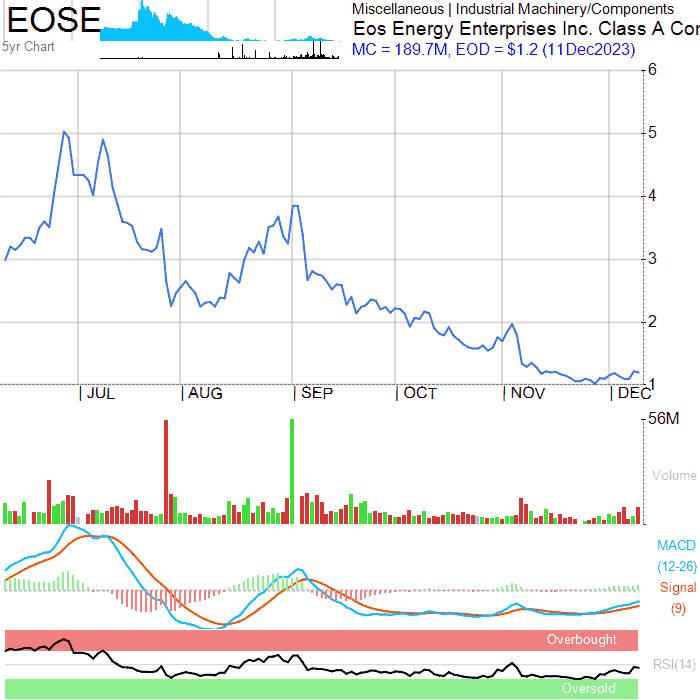 EOSE
5yr Chart
Miscellaneous | Industrial Machinery/Components
Eos Energy Enterprises Inc. Class A Cor
MC = 189.7M, EOD = $1.2 (11Dec2023)
6
5
4
3
2
1
JUL
AUG
SEP
OCT
NOV
DEC
56M
Volume
MACD
(12-26)
Signal
(9)
Overbought
RSI(14)
Oversold